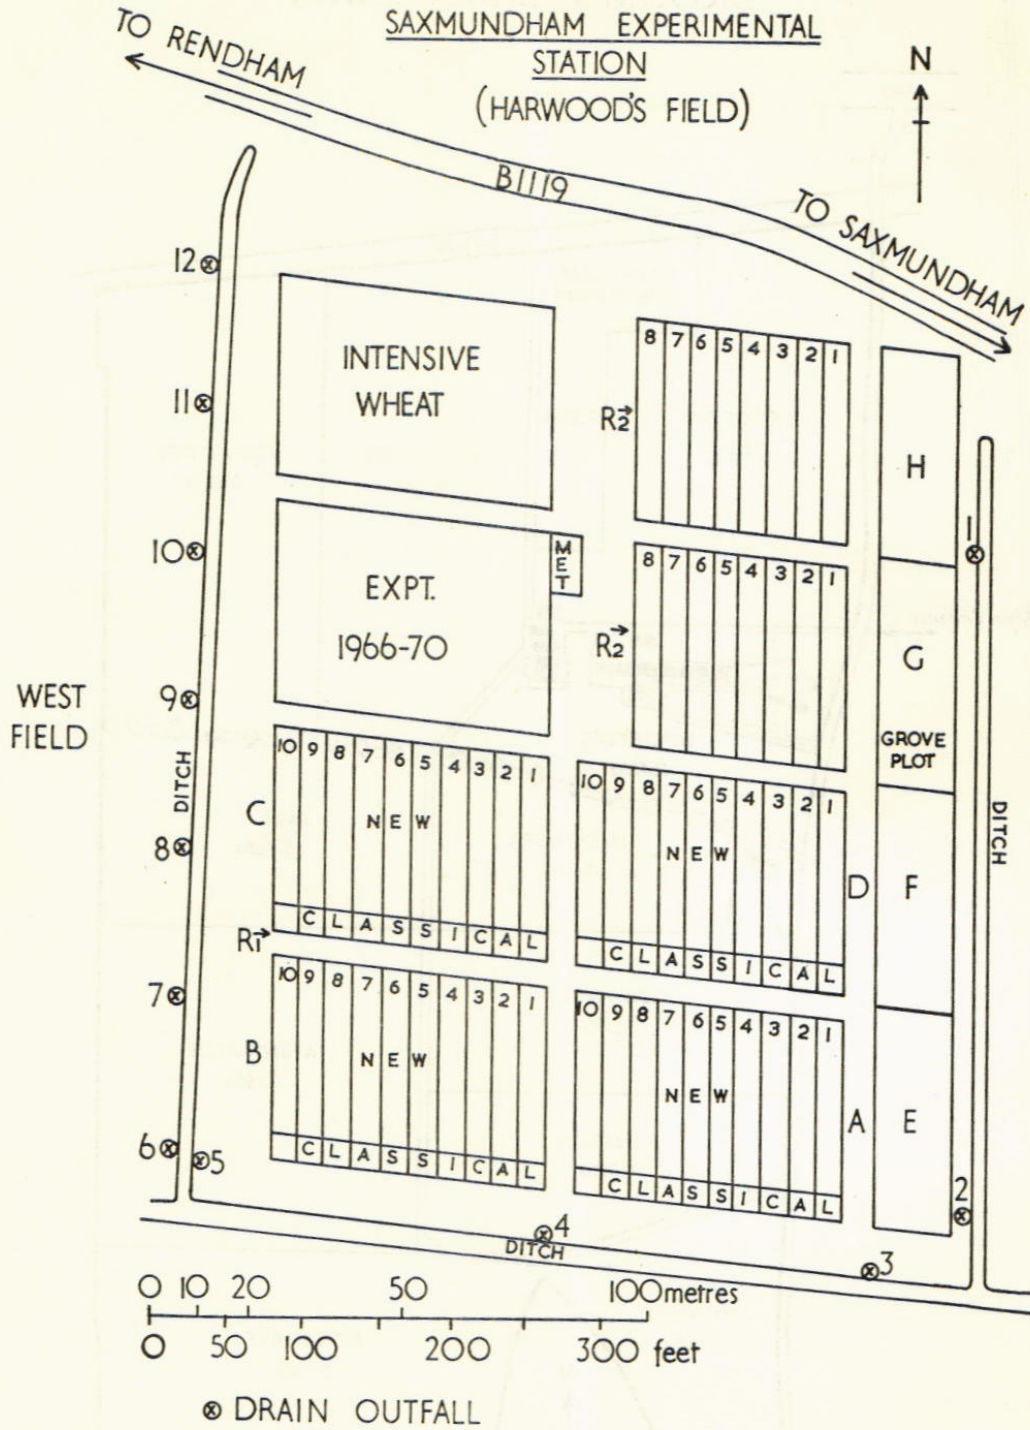 SAXMUNDHAM EXPERIMENTAL
STATION
(HARWOOD'S FIELD)
N
TO RENDHAM
B1119
TO SAXMUNDHAM
12
11
10
9
8
7
6
5
4
3
2
1
WEST
FIELD
DITCH
INTENSIVE
WHEAT
EXPT.
1966-70
MET
R2
8 7 6 5 4 3 2 1
R2
8 7 6 5 4 3 2 1
H
G
GROVE
PLOT
F
E
DITCH
C
10 9 8 7 6 5 4 3 2 1
NEW
CLASSICAL
10 9 8 7 6 5 4 3 2 1
NEW
CLASSICAL
D
R1
B
10 9 8 7 6 5 4 3 2 1
NEW
CLASSICAL
10 9 8 7 6 5 4 3 2 1
NEW
CLASSICAL
A
DITCH
0 10 20 50 100 metres
0 50 100 200 300 feet
⊗ DRAIN OUTFALL